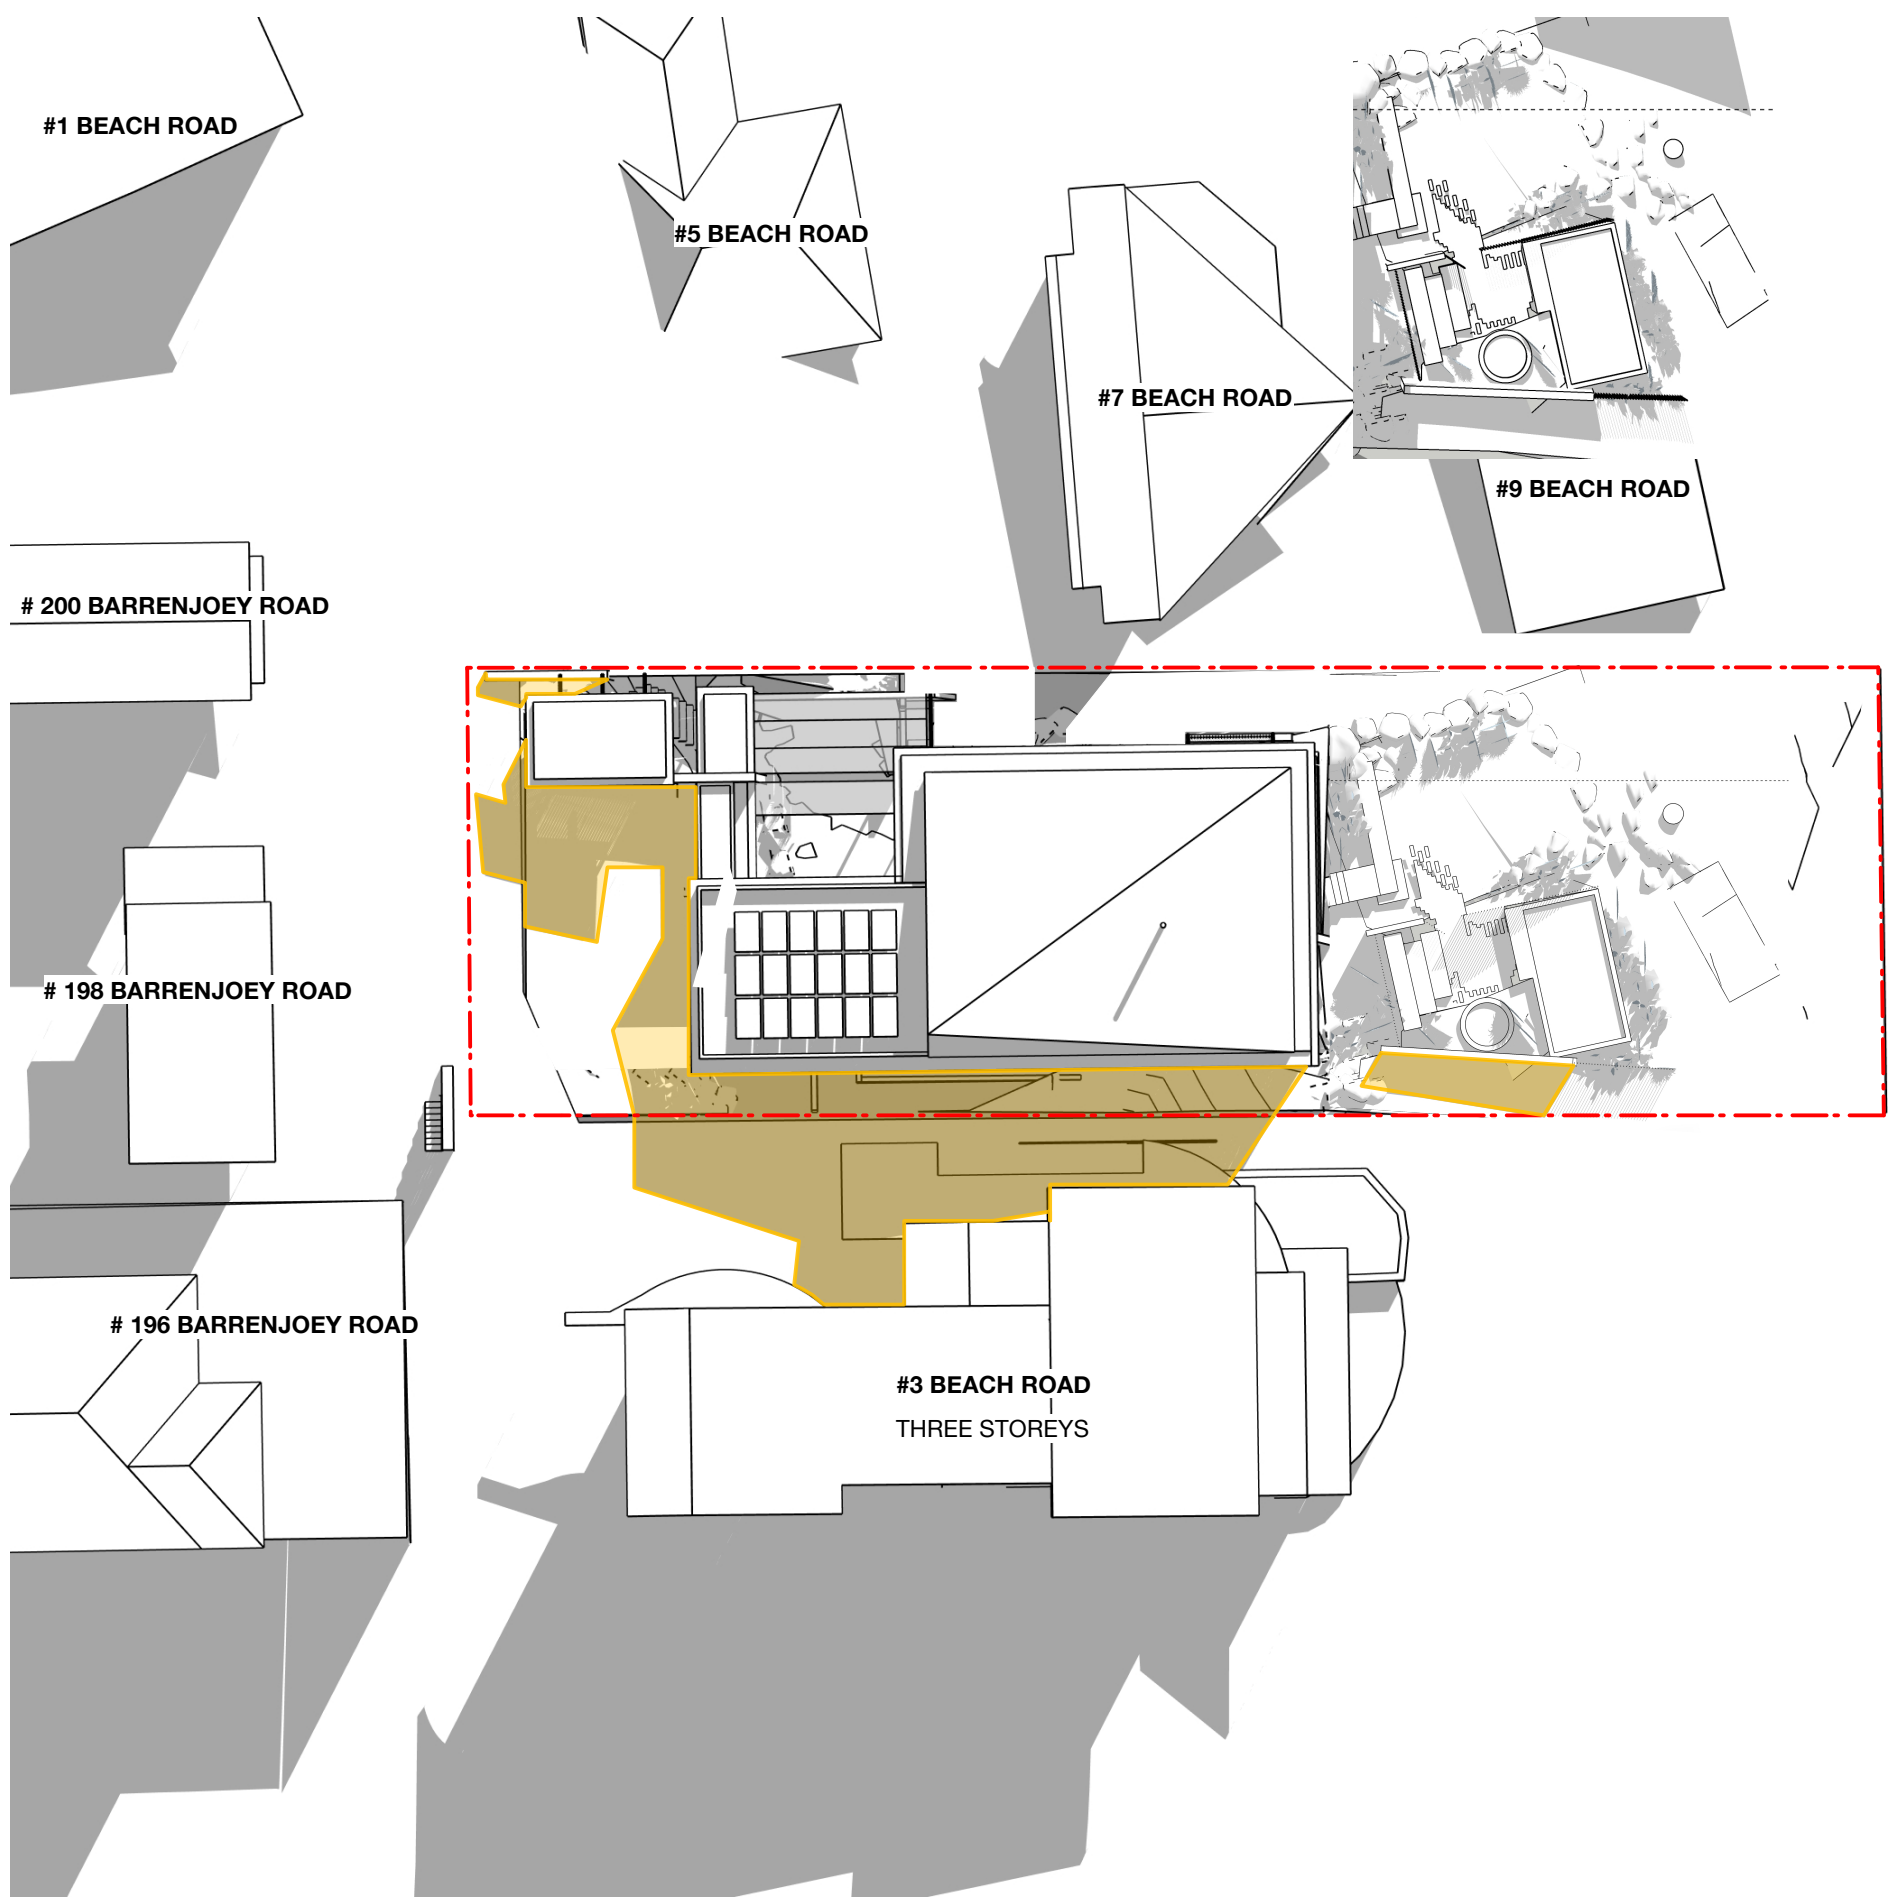 #1 BEACH ROAD
#5 BEACH ROAD
#7 BEACH ROAD
#9 BEACH ROAD
# 200 BARRENJOEY ROAD
# 198 BARRENJOEY ROAD
# 196 BARRENJOEY ROAD
#3 BEACH ROAD
THREE STOREYS